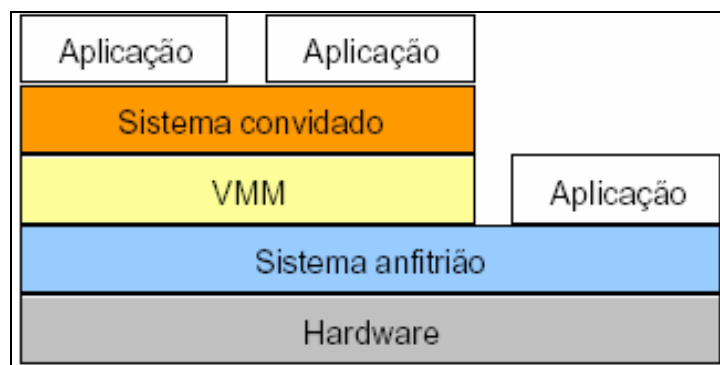 Aplicação
Aplicação
Sistema convidado
VMM
Aplicação
Sistema anfitrião
Hardware